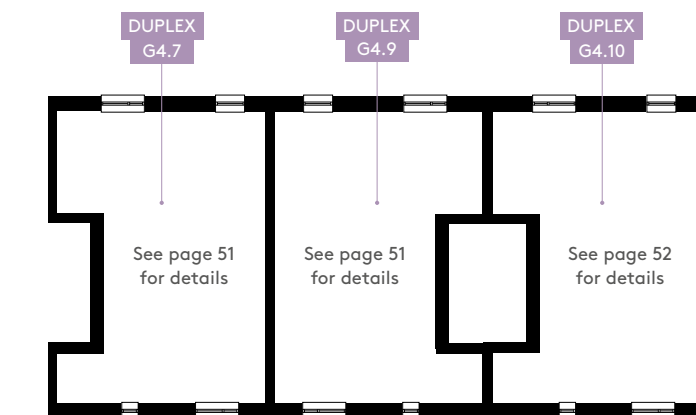 DUPLEX
G4.7
DUPLEX
G4.9
DUPLEX
G4.10
See page 51
for details
See page 51
for details
See page 52
for details